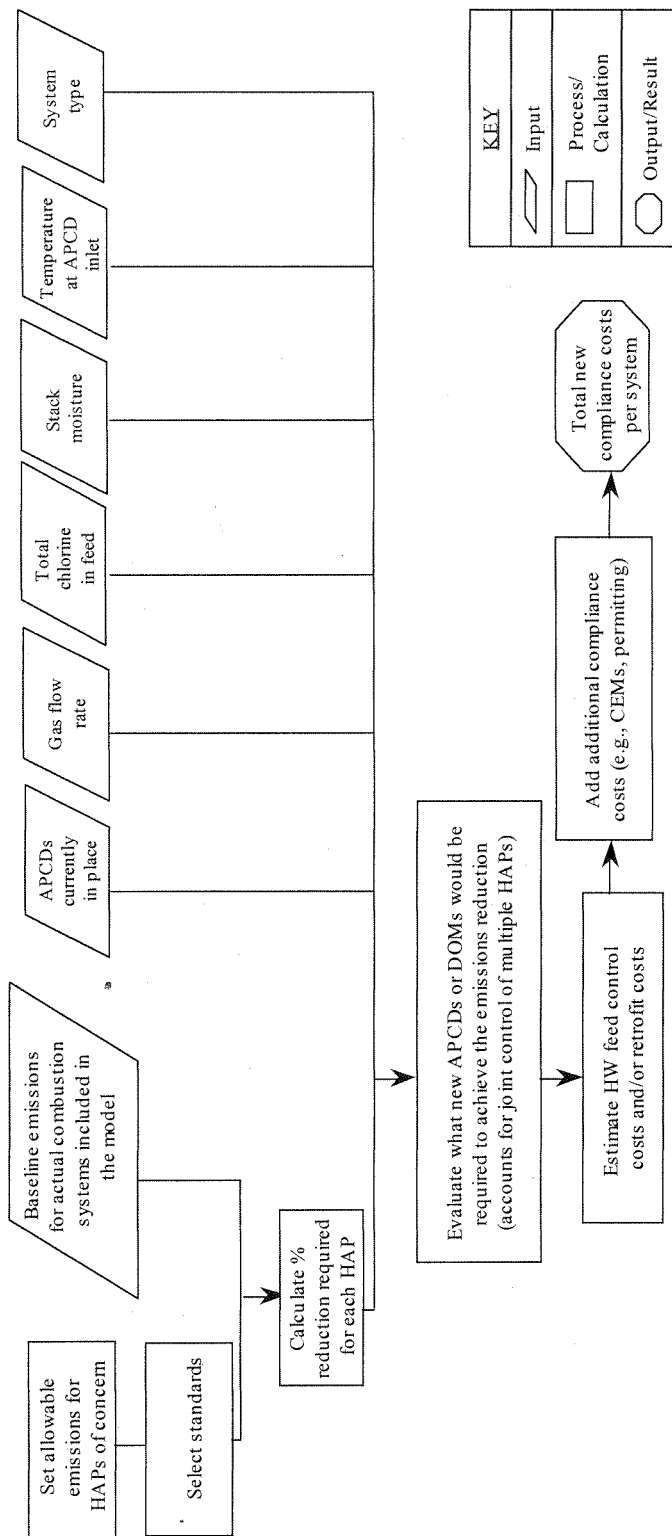 Set allowable
emissions for
HAPs of concern
Select standards
Baseline emissions
for actual combustion
systems included in
the model
Calculate %
reduction required
for each HAP
APCDs
currently
in place
Gas flow
rate
Total
chlorine
in feed
Stack
moisture
Temperature
at APCD
inlet
System
type
Evaluate what new APCDs or DOMs would be
required to achieve the emissions reduction
(accounts for joint control of multiple HAPs)
Estimate HW feed control
costs and/or retrofit costs
Add additional compliance
costs (e.g., CEMs, permitting)
Total new
compliance costs
per system
KEY
Input
Process/
Calculation
Output/Result